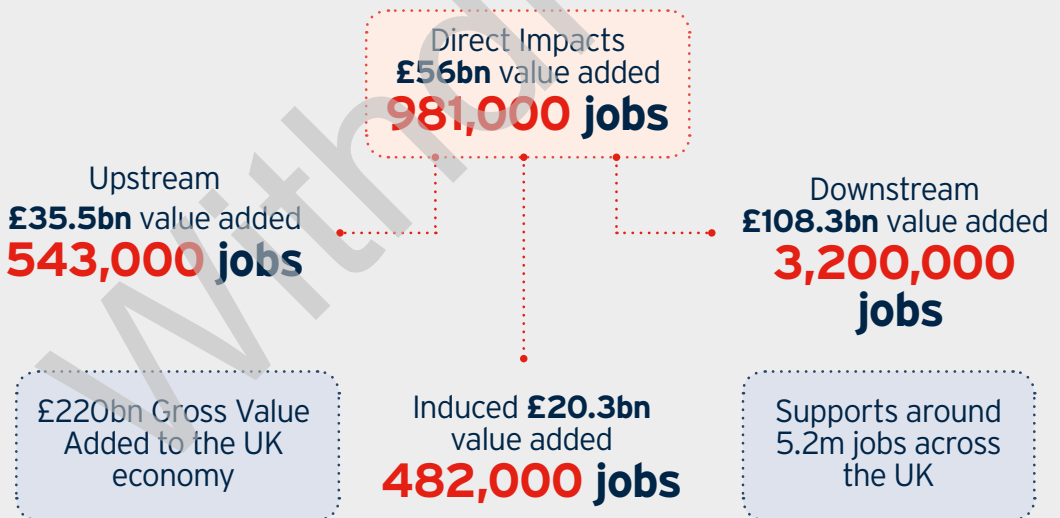 Direct Impacts
£56bn value added
981,000 jobs
Upstream
£35.5bn value added
543,000 jobs
Downstream
£108.3bn value added
3,200,000
jobs
£220bn Gross Value
Added to the UK
economy
Induced £20.3bn
value added
482,000 jobs
Supports around
5.2m jobs across
the UK